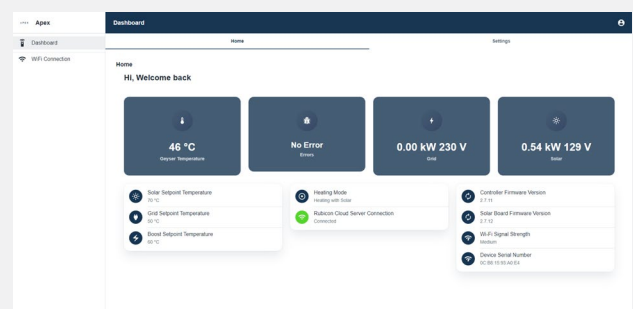 Apex
Dashboard
Dashboard
WiFi Connection
Home
Settings
Home
Hi, Welcome back
46 °C
Geyser Temperature
No Error
Errors
0.00 kW 230 V
Grid
0.54 kW 129 V
Solar
Solar Setpoint Temperature
70 °C
Grid Setpoint Temperature
Boost Setpoint Temperature
Heating Mode
Heating with Solar
Rubicon Cloud Server Connection
Connected
Controller Firmware Version
2.7.11
Solar Board Firmware Version
2.7.12
Wi-Fi Signal Strength
Medium
Device Serial Number